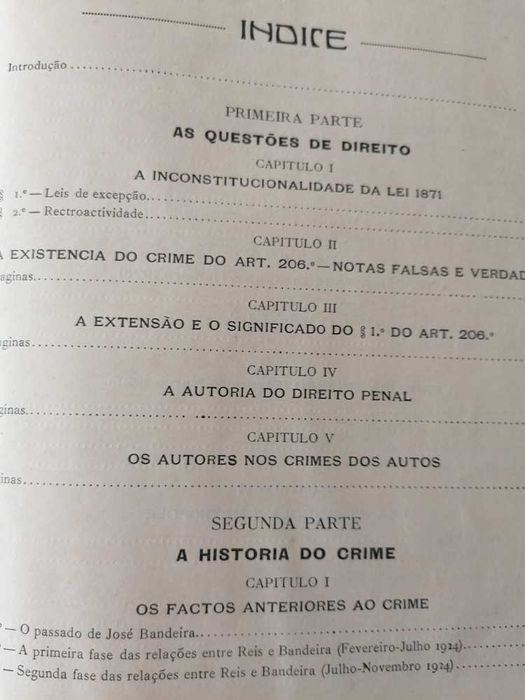 INDICE
Introdução
PRIMEIRA PARTE
AS QUESTÕES DE DIREITO
CAPITULO I
A INCONSTITUCIONALIDADE DA LEI 1871
§ 1.º — Leis de excepção
§ 2.º — Rectroactividade
CAPITULO II
A EXISTENCIA DO CRIME DO ART. 206.º — NOTAS FALSAS E VERDAD
aginas
CAPITULO III
A EXTENSÃO E O SIGNIFICADO DO § 1.º DO ART. 206.º
ginas
CAPITULO IV
A AUTORIA DO DIREITO PENAL
ginas
CAPITULO V
OS AUTORES NOS CRIMES DOS AUTOS
inas
SEGUNDA PARTE
A HISTORIA DO CRIME
CAPITULO I
OS FACTOS ANTERIORES AO CRIME
º — O passado de José Bandeira
º — A primeira fase das relações entre Reis e Bandeira (Fevereiro-Julho 1924)
— Segunda fase das relações entre Reis e Bandeira (Julho-Novembro 1924)